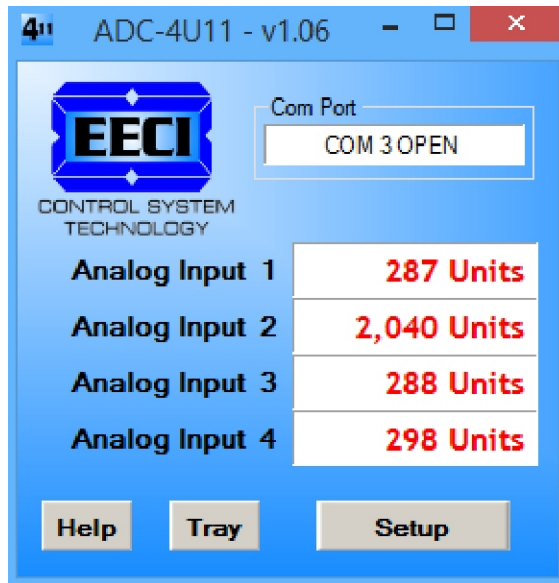 4¹¹ ADC-4U11 - v1.06
EECI
CONTROL SYSTEM
TECHNOLOGY
Com Port
COM 3 OPEN
Analog Input 1 287 Units
Analog Input 2 2,040 Units
Analog Input 3 288 Units
Analog Input 4 298 Units
Help Tray Setup